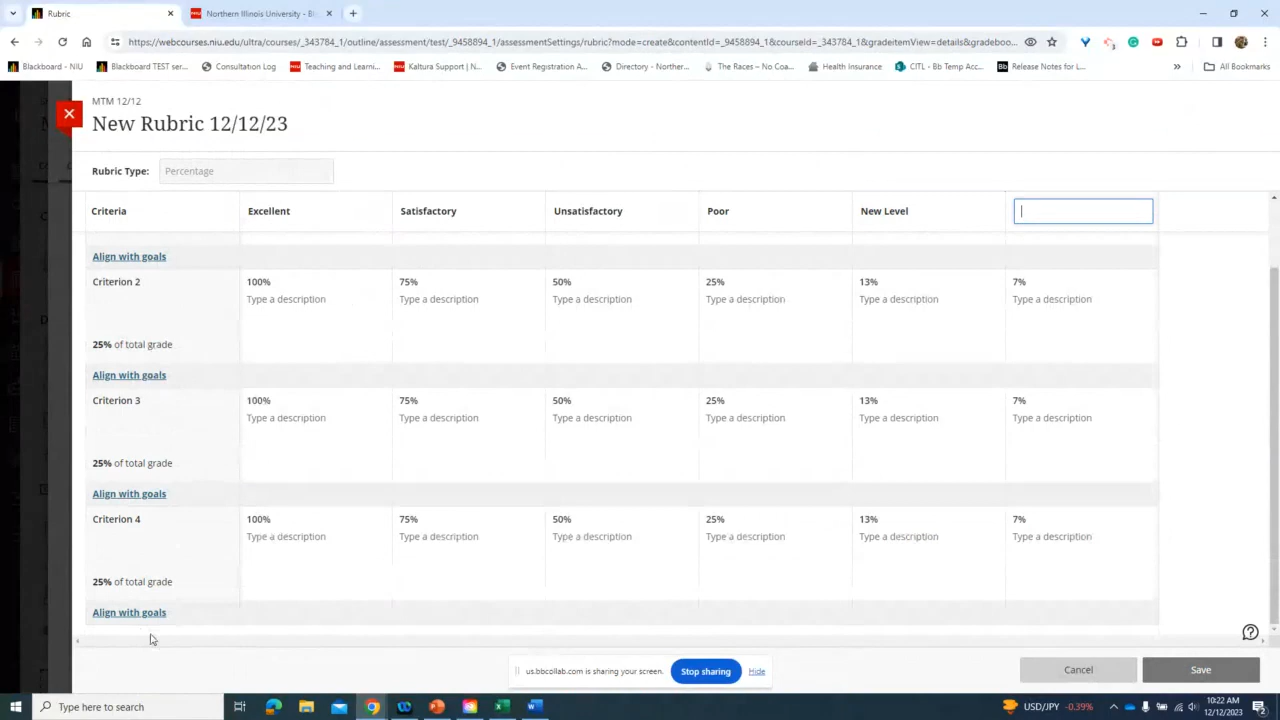 Rubric
Northern Illinois University - Bl
https://webcourses.niu.edu/ultra/courses/_343784_1/outline/assessment/test/_9458894_1/assessmentSettings/rubric?mode=create&contentId=_9458894_1&courseId=_343784_1&gradeitemView=details&gradeboo...
Blackboard - NIU
Blackboard TEST ser...
Consultation Log
Teaching and Learni...
Kaltura Support | N...
Event Registration A...
Directory - Norther...
The Races – No Coa...
Health Insurance
CITL - Bb Temp Acc...
Release Notes for L...
All Bookmarks
MTM 12/12
New Rubric 12/12/23
Rubric Type: Percentage
Criteria Excellent Satisfactory Unsatisfactory Poor New Level
Align with goals
Criterion 2 100% 75% 50% 25% 13% 7%
Type a description Type a description Type a description Type a description Type a description Type a description
25% of total grade
Align with goals
Criterion 3 100% 75% 50% 25% 13% 7%
Type a description Type a description Type a description Type a description Type a description Type a description
25% of total grade
Align with goals
Criterion 4 100% 75% 50% 25% 13% 7%
Type a description Type a description Type a description Type a description Type a description Type a description
25% of total grade
Align with goals
us.bbcollab.com is sharing your screen. Stop sharing Hide
Cancel Save
Type here to search
USD/JPY -0.39%
10:22 AM
12/12/2023
2